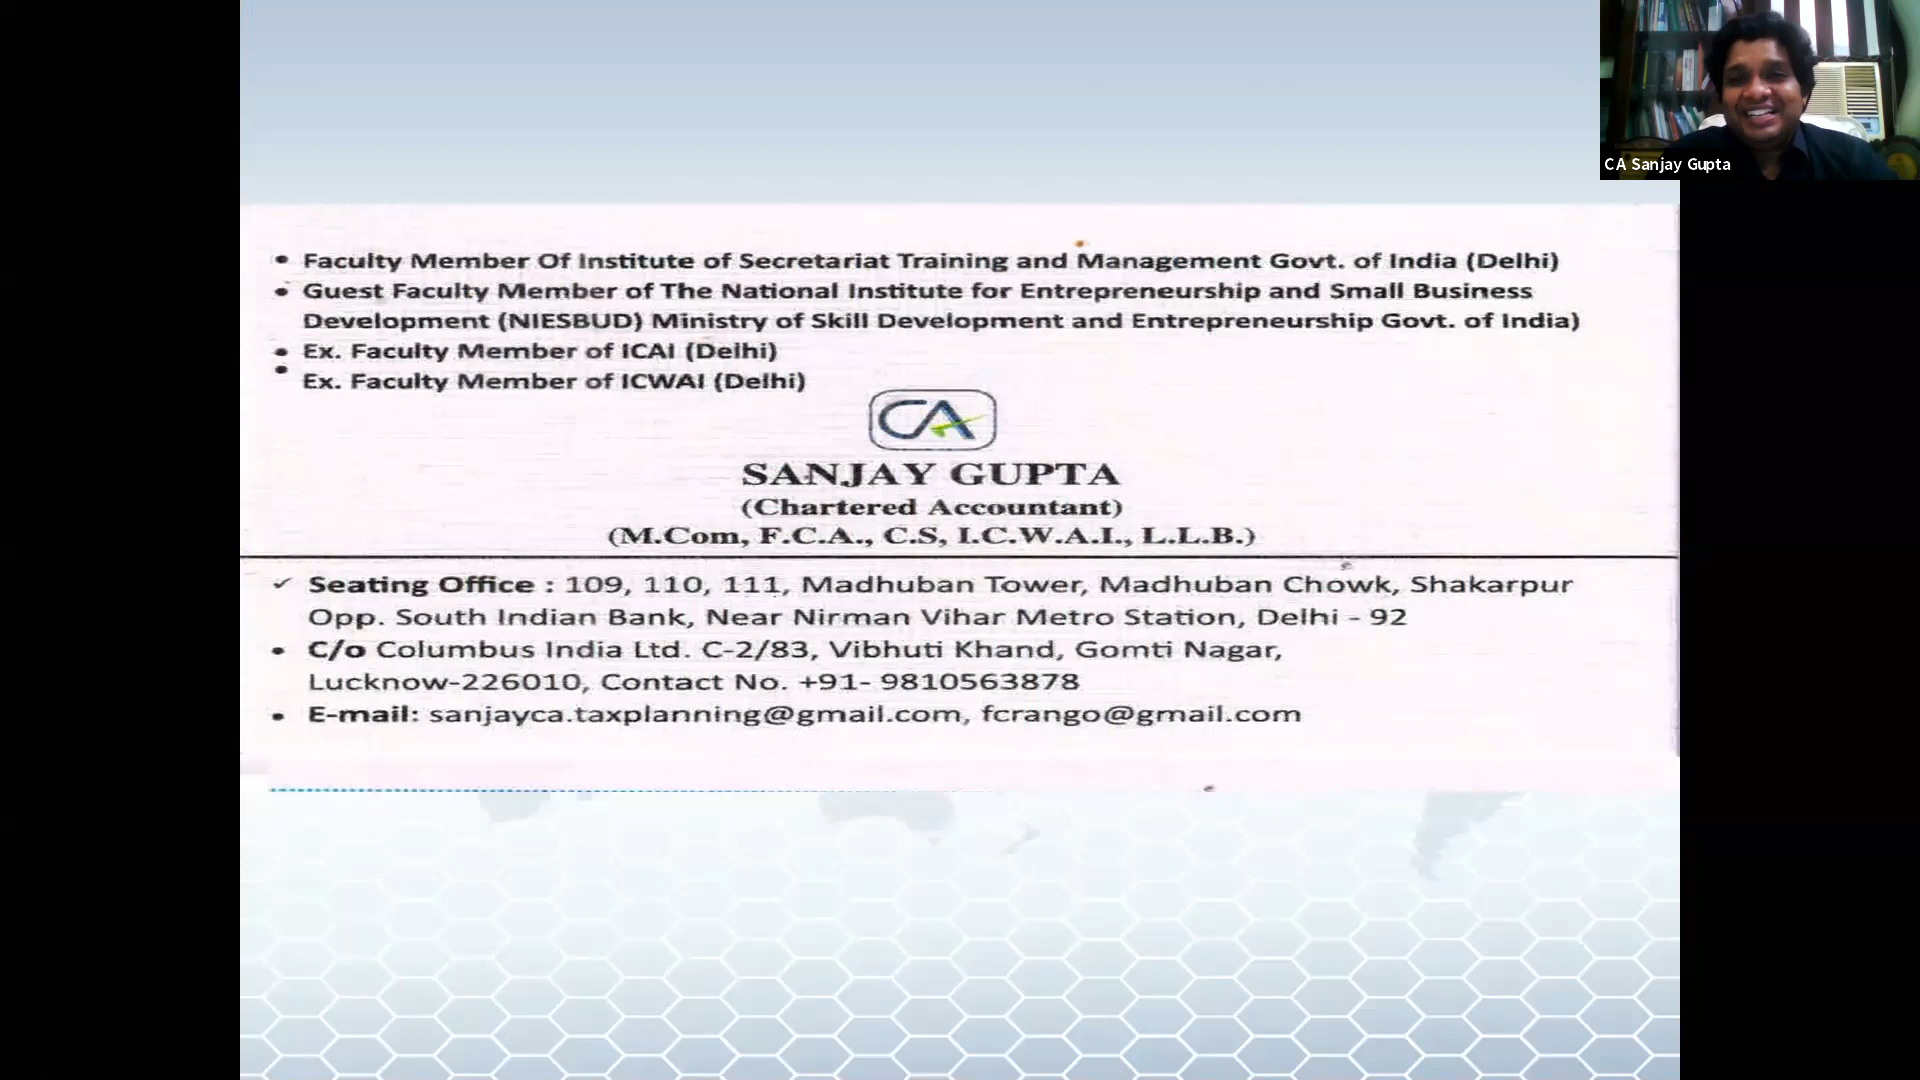 CA Sanjay Gupta
• Faculty Member Of Institute of Secretariat Training and Management Govt. of India (Delhi)
• Guest Faculty Member of The National Institute for Entrepreneurship and Small Business
Development (NIESBUD) Ministry of Skill Development and Entrepreneurship Govt. of India)
• Ex. Faculty Member of ICAI (Delhi)
• Ex. Faculty Member of ICWAI (Delhi)
CA
SANJAY GUPTA
(Chartered Accountant)
(M.Com, F.C.A., C.S, I.C.W.A.I., L.L.B.)
✓ Seating Office : 109, 110, 111, Madhuban Tower, Madhuban Chowk, Shakarpur
Opp. South Indian Bank, Near Nirman Vihar Metro Station, Delhi - 92
• C/o Columbus India Ltd. C-2/83, Vibhuti Khand, Gomti Nagar,
Lucknow-226010, Contact No. +91- 9810563878
• E-mail: sanjayca.taxplanning@gmail.com, fcrango@gmail.com